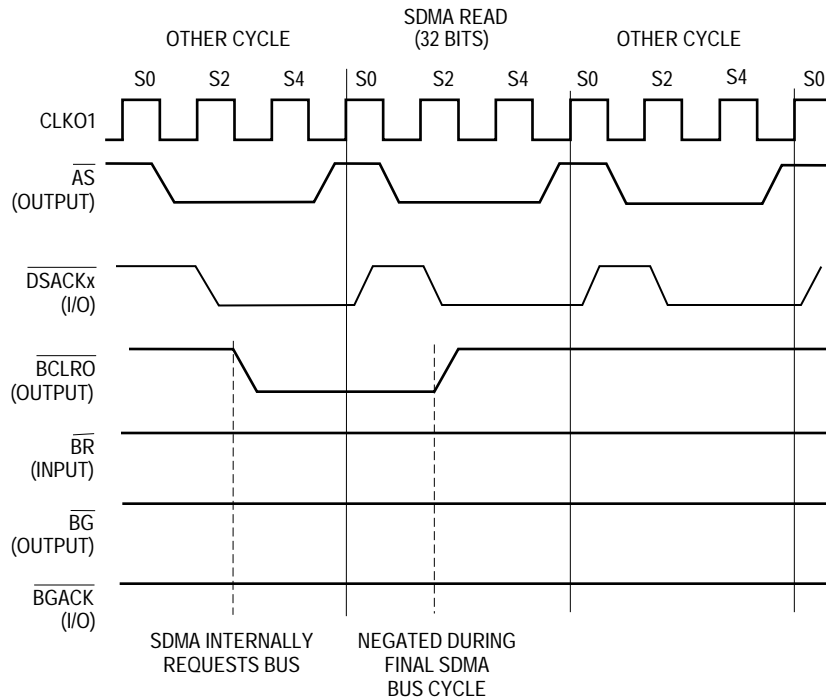 SDMA READ
(32 BITS)
OTHER CYCLE
OTHER CYCLE
S0 S2 S4 S0 S2 S4 S0 S2 S4 S0
CLKO1
AS
(OUTPUT)
DSACKx
(I/O)
BCLRO
(OUTPUT)
BR
(INPUT)
BG
(OUTPUT)
BGACK
(I/O)
SDMA INTERNALLY
REQUESTS BUS
NEGATED DURING
FINAL SDMA
BUS CYCLE